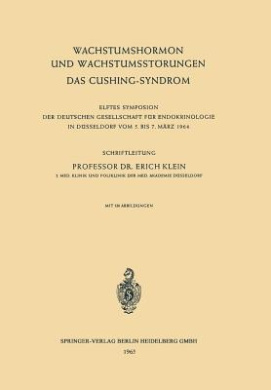 WACHSTUMSHORMON
UND WACHSTUMSSTÖRUNGEN
DAS CUSHING-SYNDROM
ELFTES SYMPOSION
DER DEUTSCHEN GESELLSCHAFT FÜR ENDOKRINOLOGIE
IN DÜSSELDORF VOM 5. BIS 7. MÄRZ 1964
SCHRIFTLEITUNG
PROFESSOR DR. ERICH KLEIN
MED. KLINIK UND POLIKLINIK DER MED. AKADEMIE DÜSSELDORF
MIT ABBILDUNGEN
SPRINGER-VERLAG BERLIN HEIDELBERG GMBH
1965